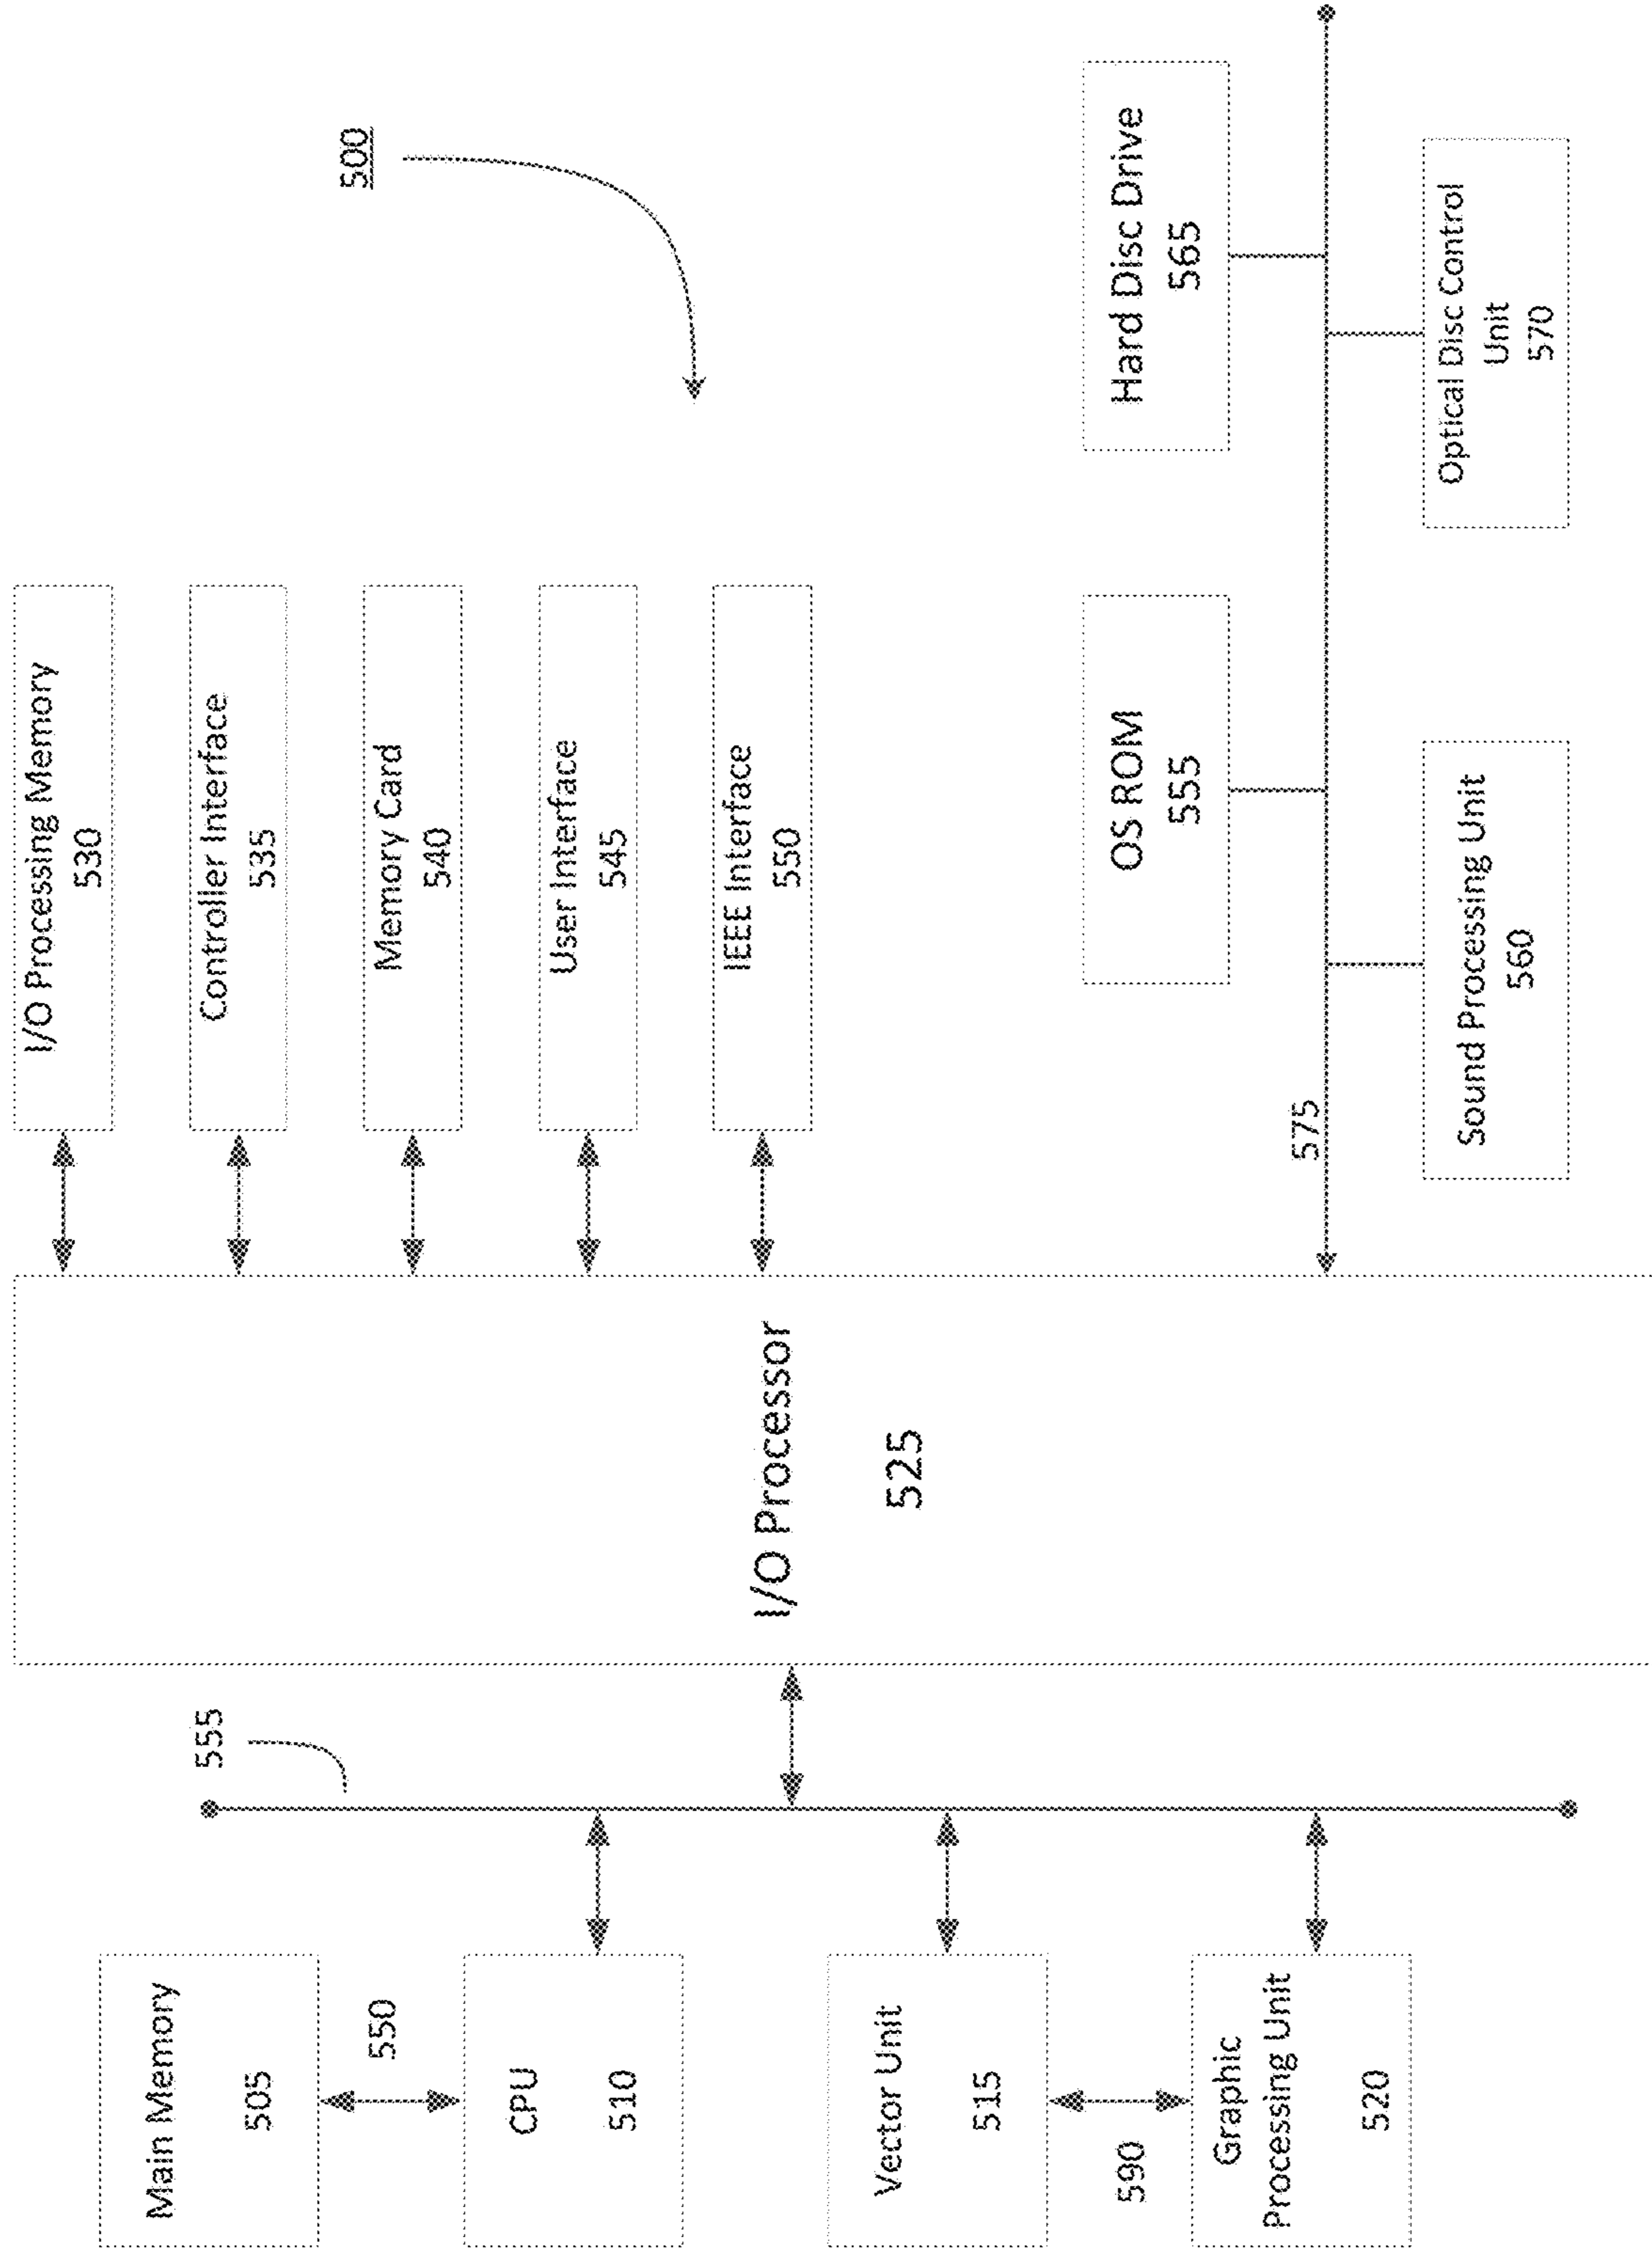 Main Memory
505
550
CPU
510
Vector Unit
515
590
Graphic
Processing Unit
520
555
I/O Processor
525
I/O Processing Memory
530
Controller Interface
535
Memory Card
540
User Interface
545
IEEE Interface
550
500
OS ROM
555
Hard Disc Drive
565
575
Sound Processing Unit
560
Optical Disc Control
Unit
570